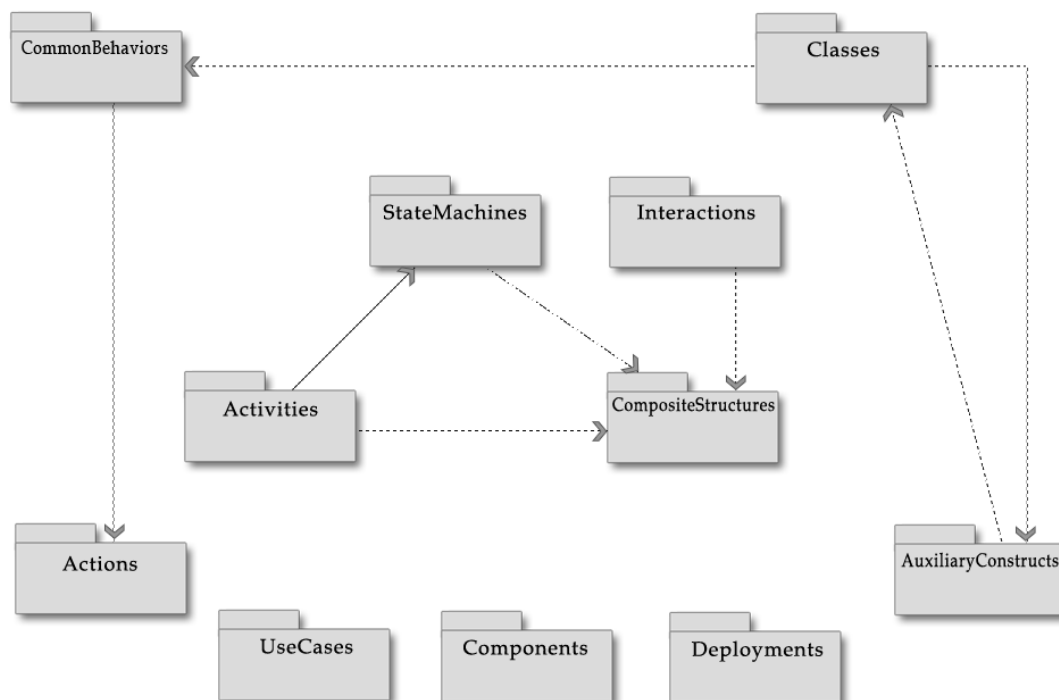 CommonBehaviors
Classes
StateMachines
Interactions
Activities
CompositeStructures
Actions
AuxiliaryConstructs
UseCases
Components
Deployments